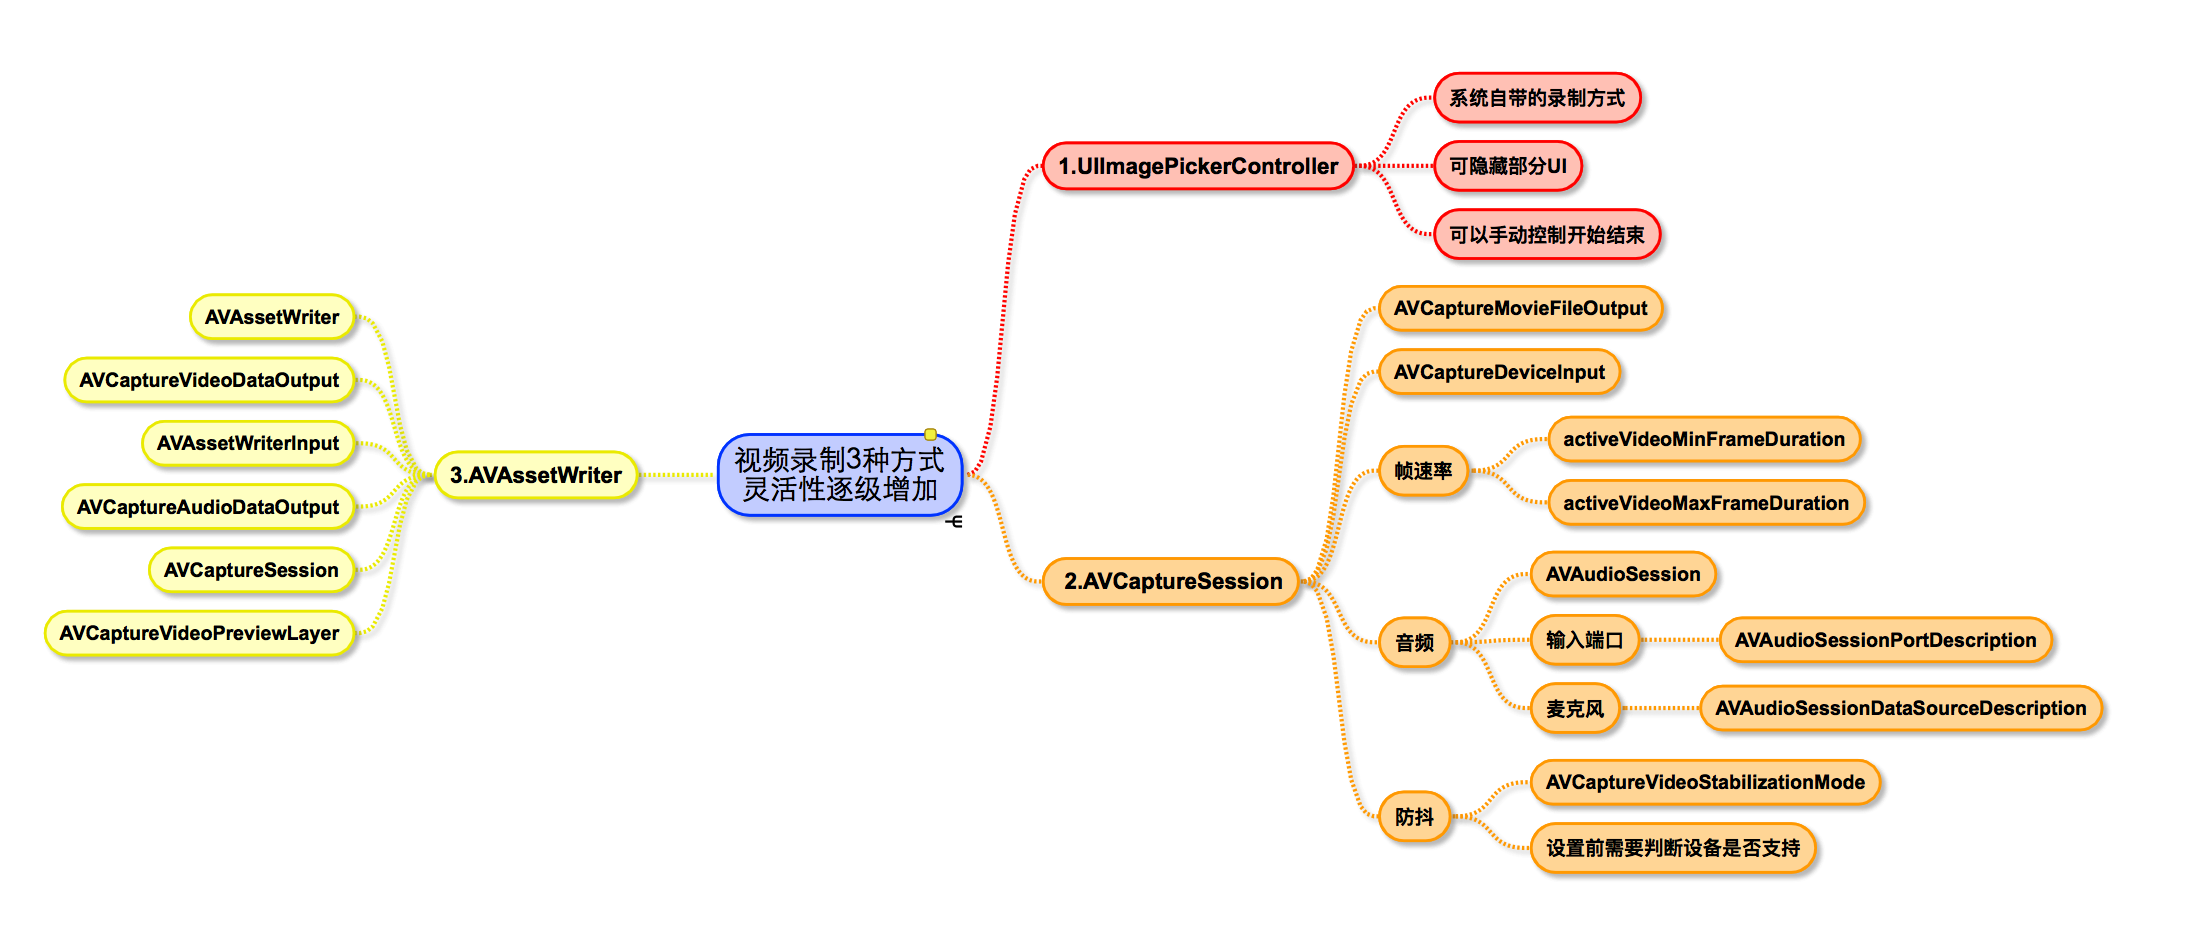 视频录制3种方式
灵活性逐级增加
1.UIImagePickerController
系统自带的录制方式
可隐藏部分UI
可以手动控制开始结束
2.AVCaptureSession
AVCaptureMovieFileOutput
AVCaptureDeviceInput
帧速率
activeVideoMinFrameDuration
activeVideoMaxFrameDuration
音频
AVAudioSession
输入端口
AVAudioSessionPortDescription
麦克风
AVAudioSessionDataSourceDescription
防抖
AVCaptureVideoStabilizationMode
设置前需要判断设备是否支持
3.AVAssetWriter
AVAssetWriter
AVCaptureVideoDataOutput
AVAssetWriterInput
AVCaptureAudioDataOutput
AVCaptureSession
AVCaptureVideoPreviewLayer